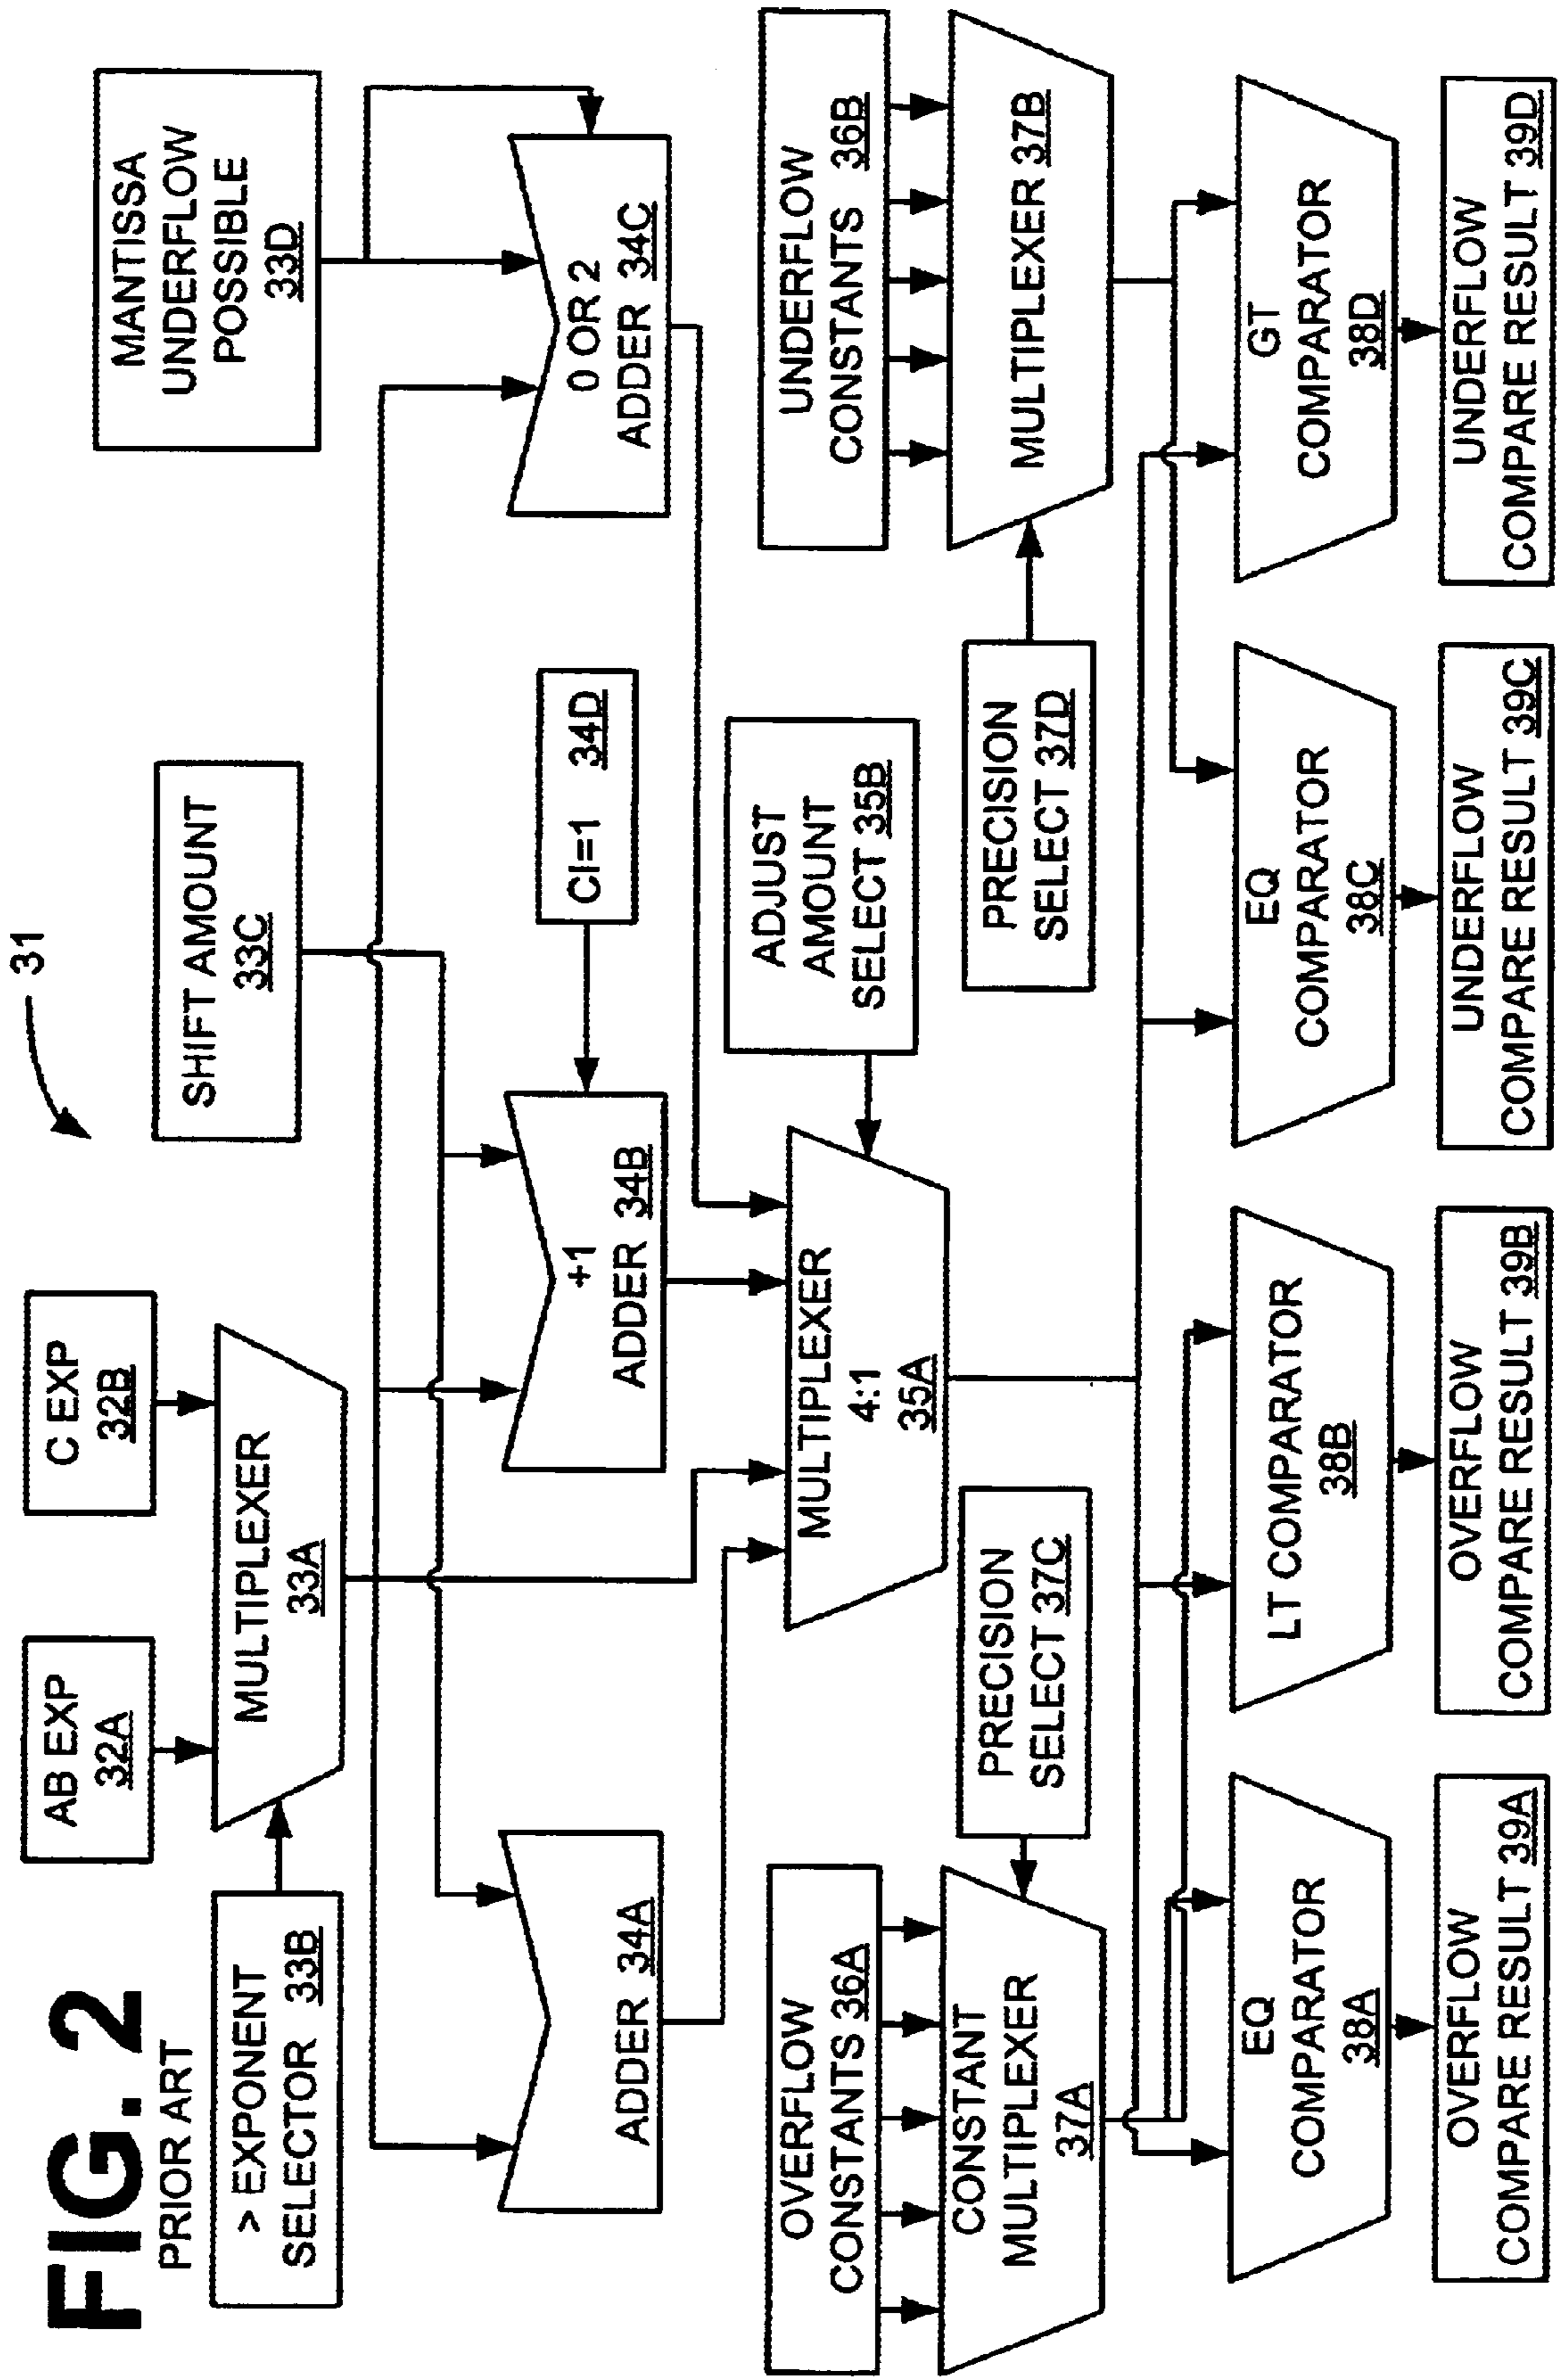 FIG. 2
PRIOR ART
31
AB EXP
32A
C EXP
32B
> EXPONENT
SELECTOR 33B
MULTIPLEXER
33A
SHIFT AMOUNT
33C
MANTISSA
UNDERFLOW
POSSIBLE
33D
ADDER 34A
+1
ADDER 34B
CI=1 34D
0 OR 2
ADDER 34C
MULTIPLEXER
4:1
35A
ADJUST
AMOUNT
SELECT 35B
OVERFLOW
CONSTANTS 36A
UNDERFLOW
CONSTANTS 36B
CONSTANT
MULTIPLEXER
37A
PRECISION
SELECT 37C
PRECISION
SELECT 37D
MULTIPLEXER 37B
EQ
COMPARATOR
38A
LT COMPARATOR
38B
EQ
COMPARATOR
38C
GT
COMPARATOR
38D
OVERFLOW
COMPARE RESULT 39A
OVERFLOW
COMPARE RESULT 39B
UNDERFLOW
COMPARE RESULT 39C
UNDERFLOW
COMPARE RESULT 39D